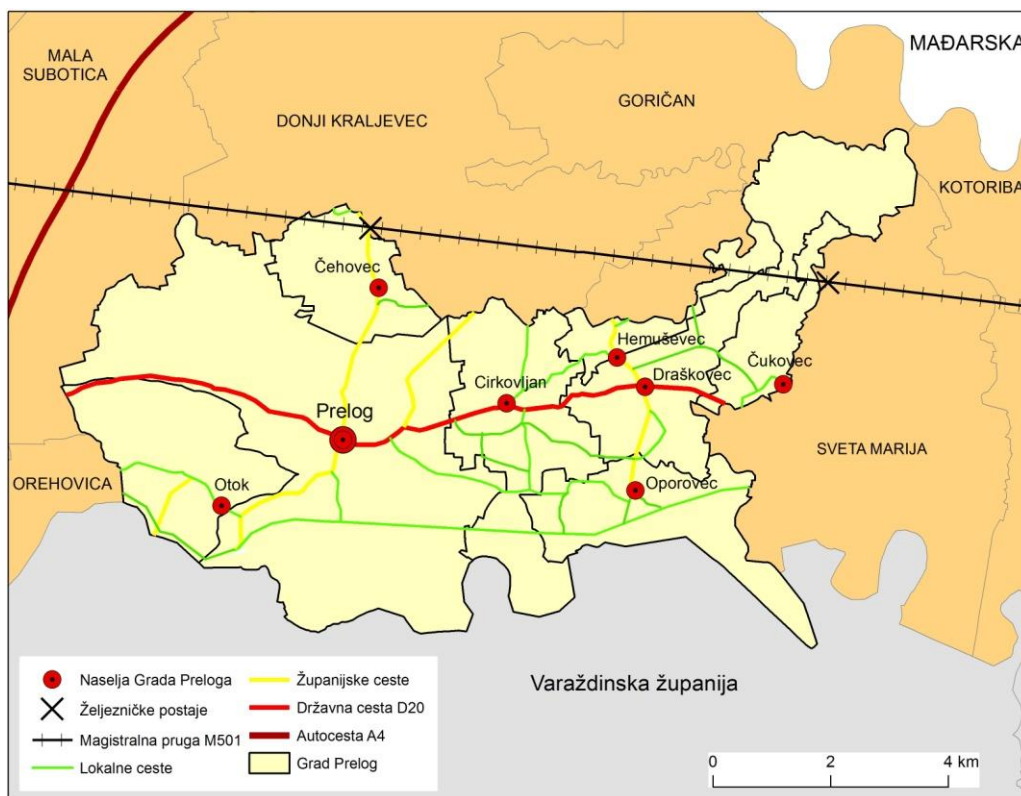 MAĐARSKA
MALA
SUBOTICA
GORIČAN
DONJI KRALJEVEC
KOTORIBA
Čehovec
Hemuševec
Čukovec
Draškovec
Cirkovljan
Prelog
SVETA MARIJA
OREHOVICA
Otok
Oporovec
Varaždinska županija
Naselja Grada Preloga
Željezničke postaje
Magistralna pruga M501
Lokalne ceste
Županijske ceste
Državna cesta D20
Autocesta A4
Grad Prelog
0 2 4 km